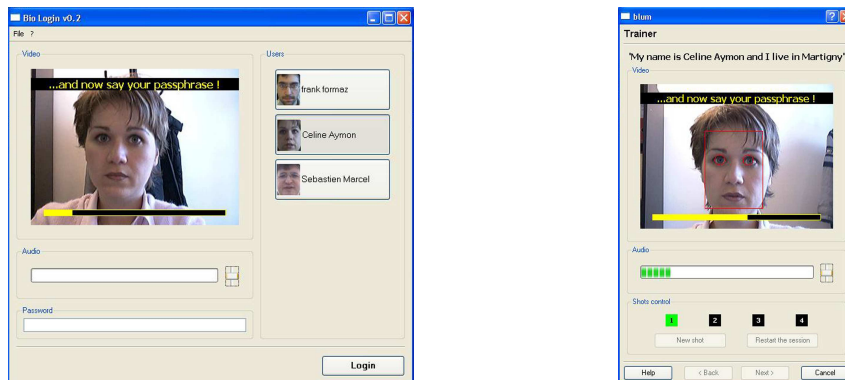 Bio Login v0.2
File ?
Video
...and now say your passphrase !
Users
frank formaz
Celine Aymon
Sebastien Marcel
Audio
Password
Login
blum
Trainer
"My name is Celine Aymon and I live in Martigny"
Video
...and now say your passphrase !
Audio
Shots control
1 2 3 4
New shot Restart the session
Help < Back Next > Cancel